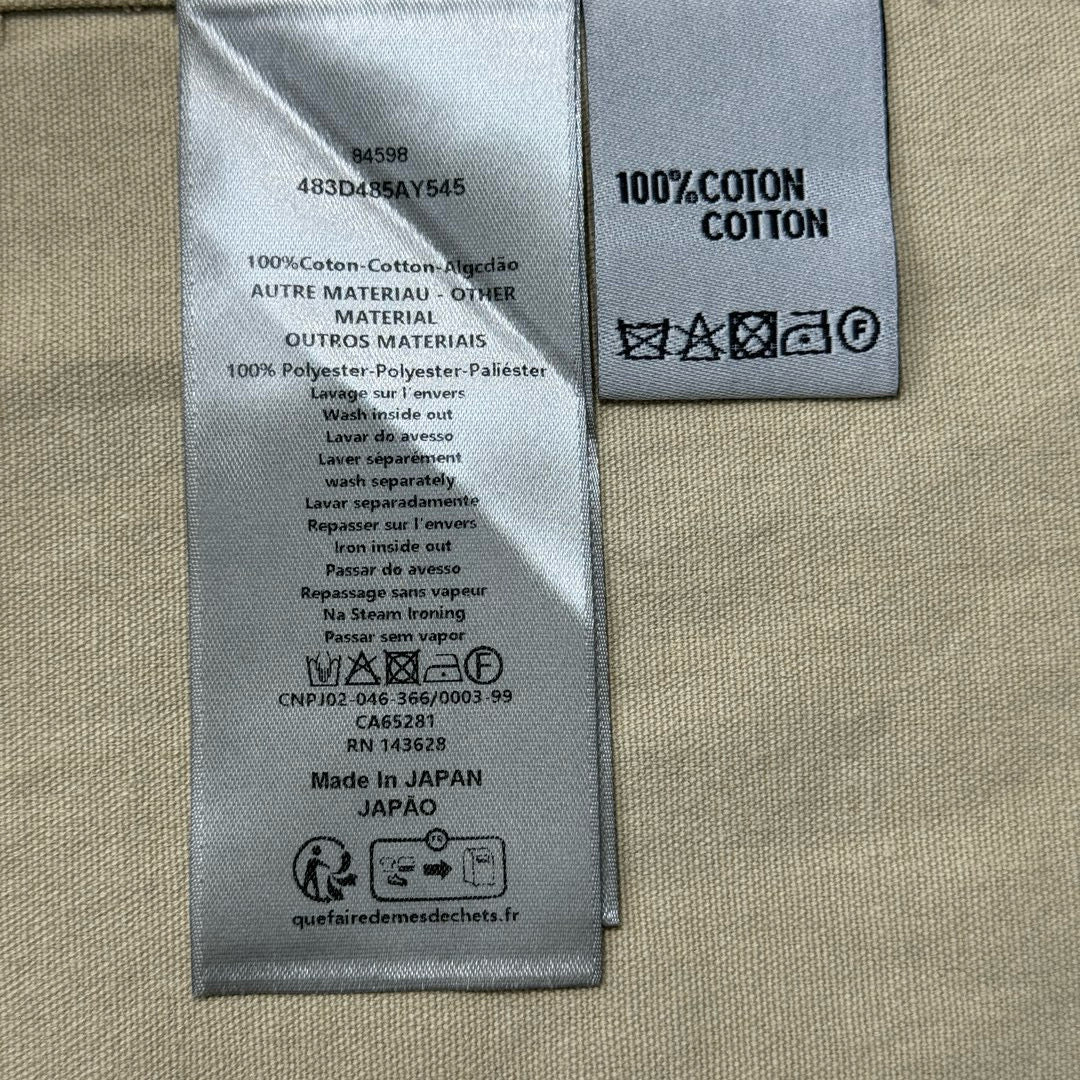 84598
483D485AY545
100%Coton-Cotton-Algcdão
AUTRE MATERIAU - OTHER
MATERIAL
OUTROS MATERIAIS
100% Polyester-Polyester-Paliéster
Lavage sur l'envers
Wash inside out
Lavar do avesso
Laver séparément
wash separately
Lavar separadamente
Repasser sur l'envers
Iron inside out
Passar do avesso
Repassage sans vapeur
Na Steam Ironing
Passar sem vapor
F
CNPJ02-046-366/0003-99
CA65281
RN 143628
Made In JAPAN
JAPÃO
FR
quefairedemesdechets.fr
100%COTON
COTTON
F